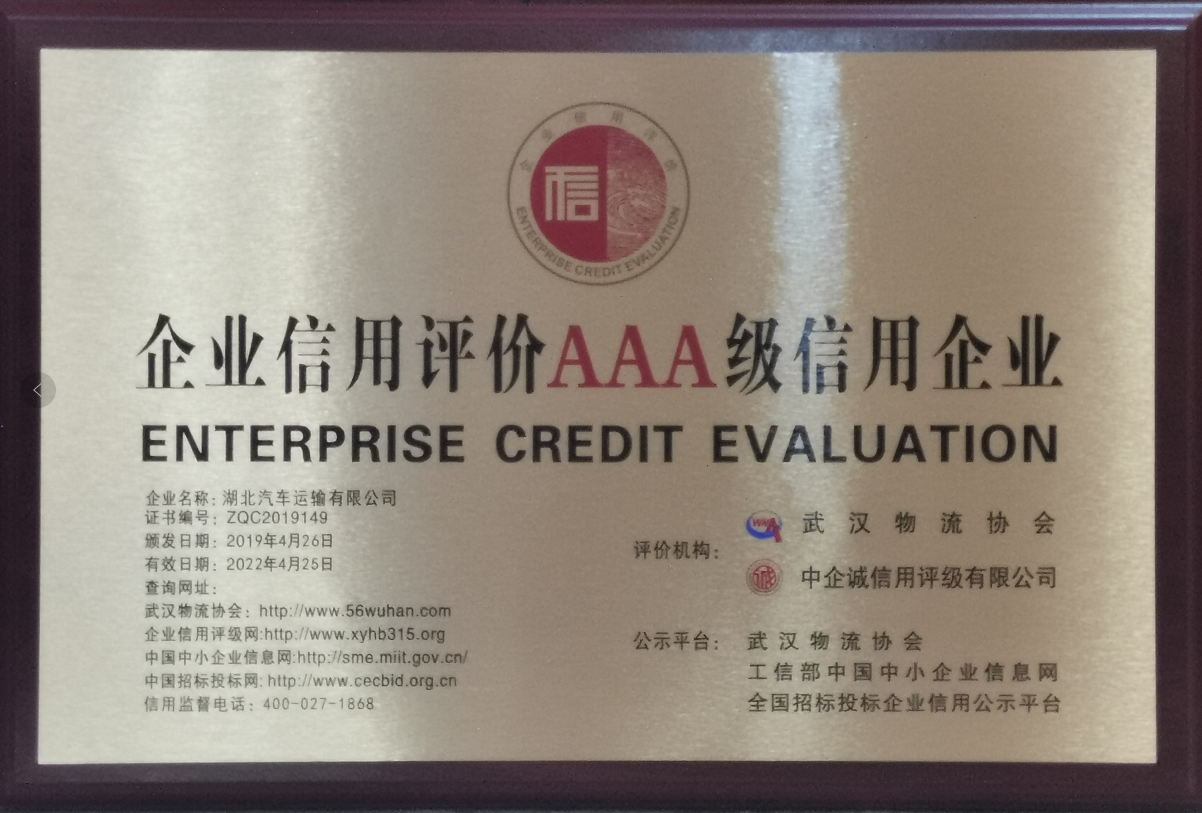 企业信用评价
ENTERPRISE CREDIT EVALUATION
信
企业信用评价AAA级信用企业
ENTERPRISE CREDIT EVALUATION
企业名称：湖北汽车运输有限公司
证书编号：ZQC2019149
颁发日期：2019年4月26日
有效日期：2022年4月25日
查询网址：
武汉物流协会：http://www.56wuhan.com
企业信用评级网:http://www.xyhb315.org
中国中小企业信息网:http://sme.miit.gov.cn/
中国招标投标网：http://www.cecbid.org.cn
信用监督电话：400-027-1868
评价机构：
武汉物流协会
诚
中企诚信用评级有限公司
公示平台：武汉物流协会
工信部中国中小企业信息网
全国招标投标企业信用公示平台